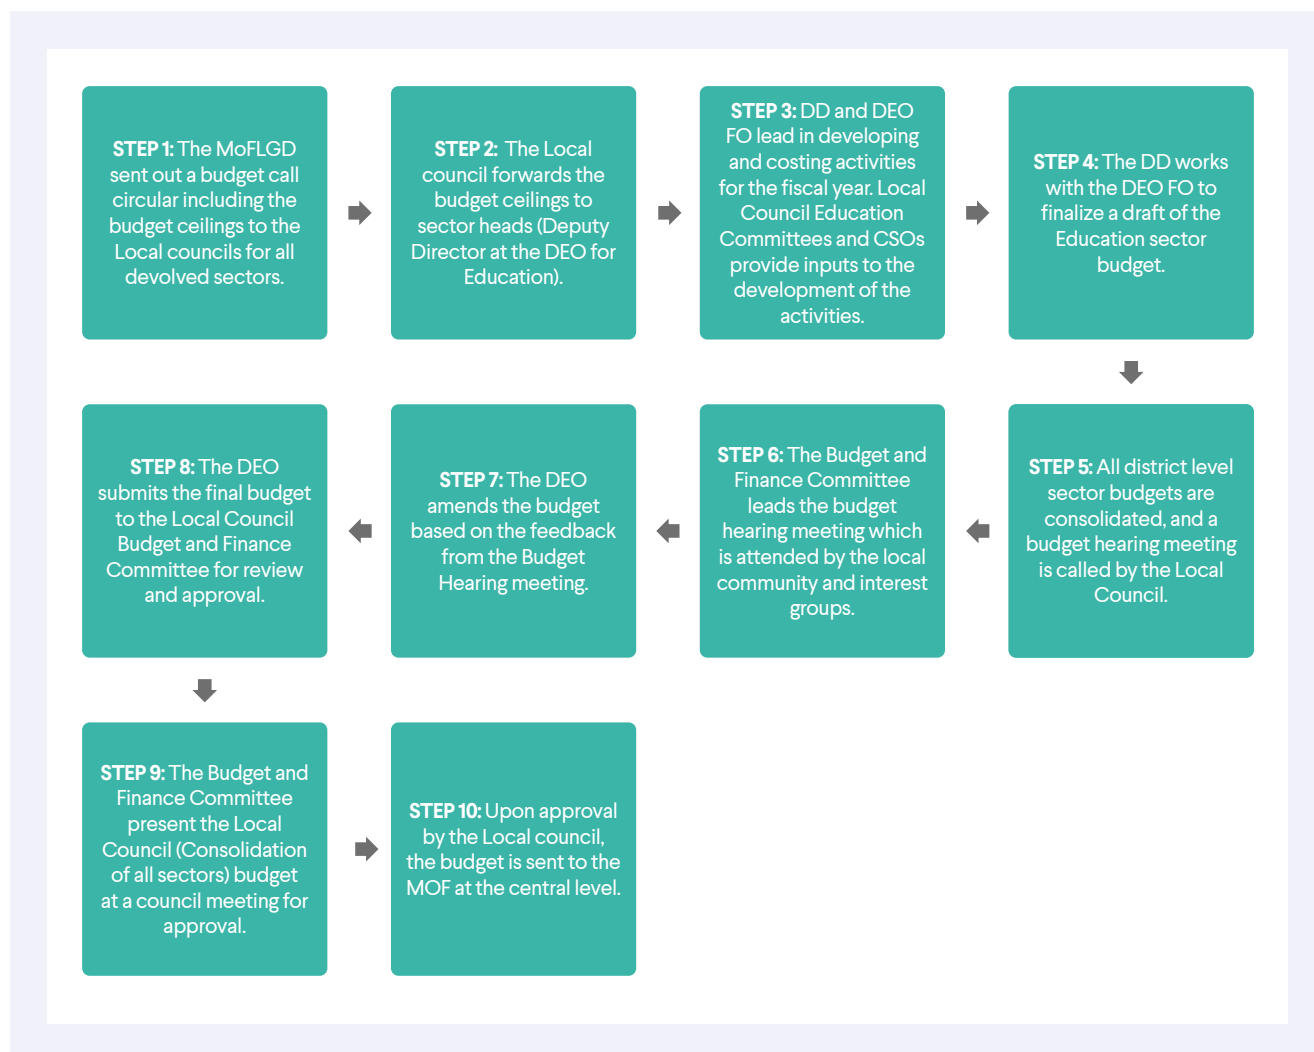 STEP 1: The MoFLGD
sent out a budget call
circular including the
budget ceilings to the
Local councils for all
devolved sectors.
STEP 2: The Local
council forwards the
budget ceilings to
sector heads (Deputy
Director at the DEO for
Education).
STEP 3: DD and DEO
FO lead in developing
and costing activities
for the fiscal year. Local
Council Education
Committees and CSOs
provide inputs to the
development of the
activities.
STEP 4: The DD works
with the DEO FO to
finalize a draft of the
Education sector
budget.
STEP 5: All district level
sector budgets are
consolidated, and a
budget hearing meeting
is called by the Local
Council.
STEP 6: The Budget and
Finance Committee
leads the budget
hearing meeting which
is attended by the local
community and interest
groups.
STEP 7: The DEO
amends the budget
based on the feedback
from the Budget
Hearing meeting.
STEP 8: The DEO
submits the final budget
to the Local Council
Budget and Finance
Committee for review
and approval.
STEP 9: The Budget and
Finance Committee
present the Local
Council (Consolidation
of all sectors) budget
at a council meeting for
approval.
STEP 10: Upon approval
by the Local council,
the budget is sent to the
MOF at the central level.